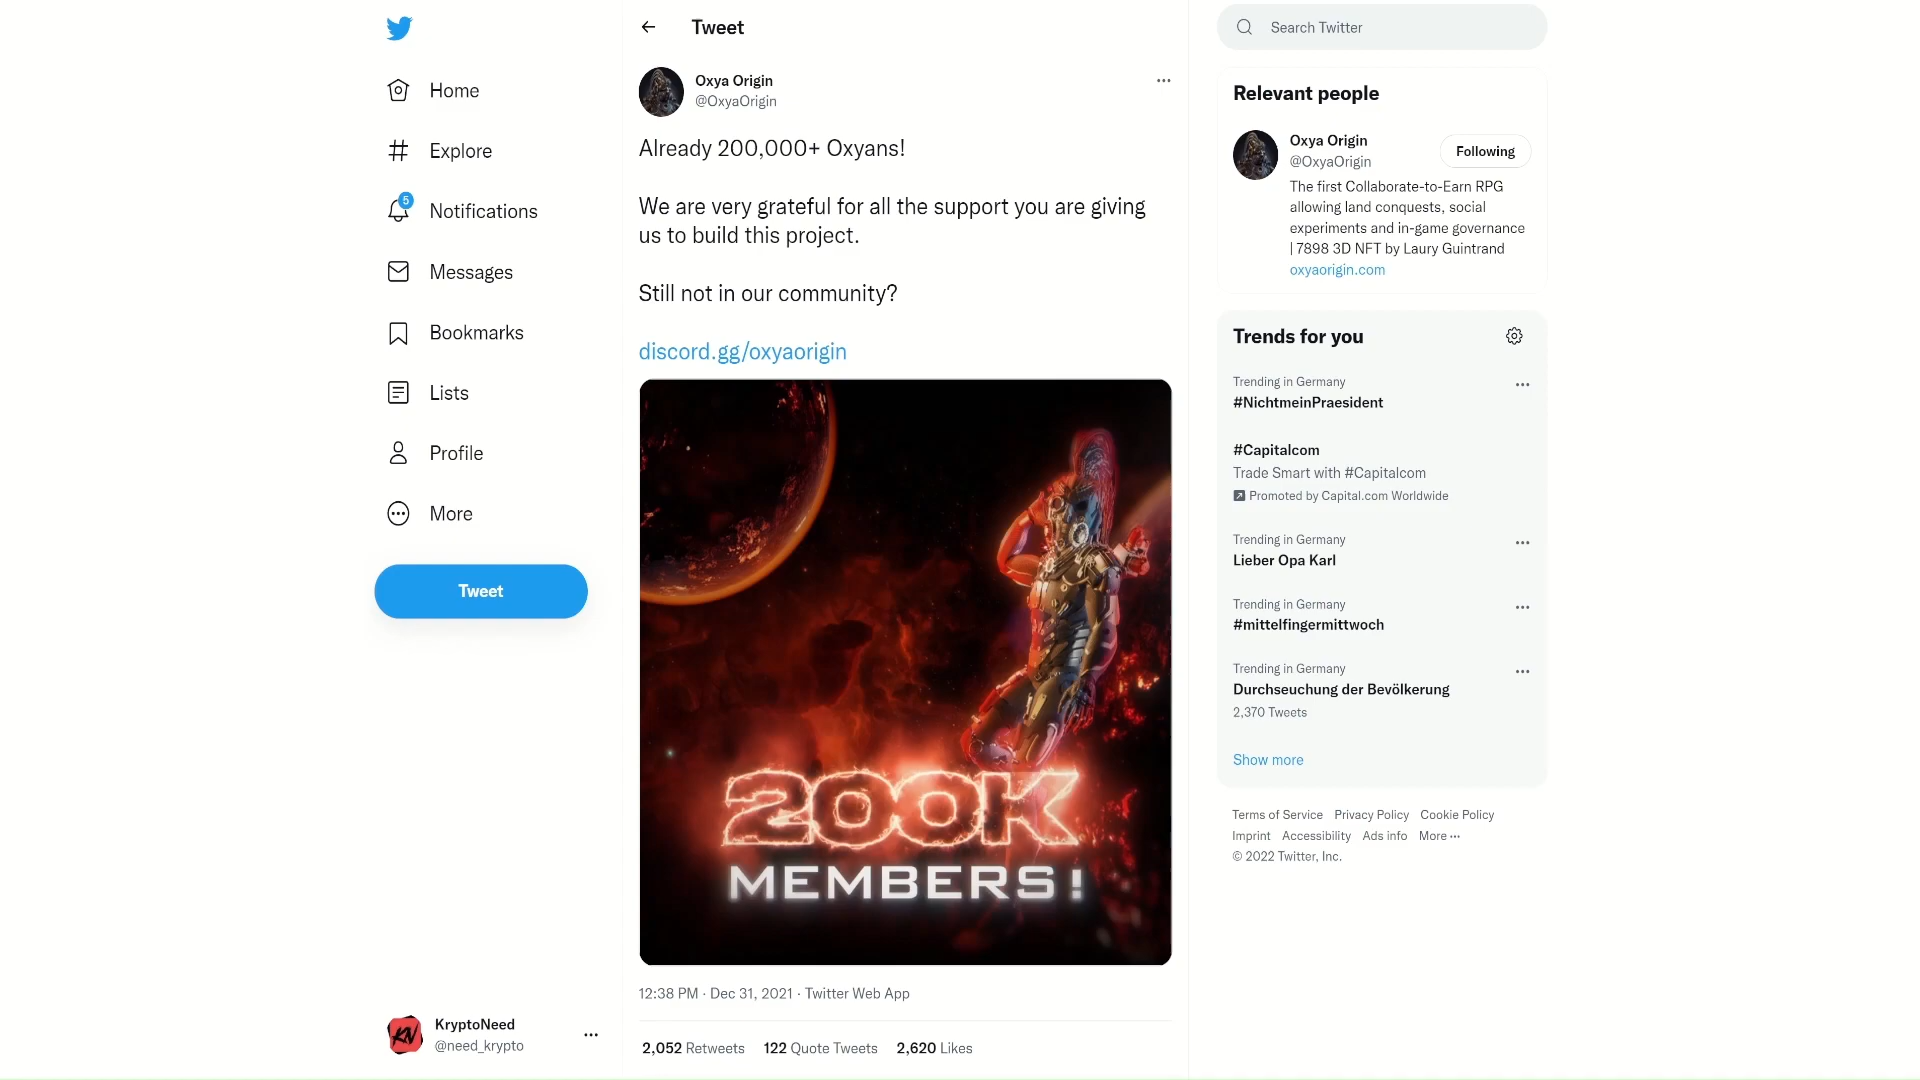 Home
Explore
5
Notifications
Messages
Bookmarks
Lists
Profile
More
Tweet
KN
KryptoNeed
@need_krypto
Tweet
Oxya Origin
@OxyaOrigin
Already 200,000+ Oxyans!
We are very grateful for all the support you are giving
us to build this project.
Still not in our community?
discord.gg/oxyaorigin
200K
MEMBERS!
12:38 PM · Dec 31, 2021 · Twitter Web App
2,052 Retweets 122 Quote Tweets 2,620 Likes
Search Twitter
Relevant people
Oxya Origin
@OxyaOrigin
Following
The first Collaborate-to-Earn RPG
allowing land conquests, social
experiments and in-game governance
| 7898 3D NFT by Laury Guintrand
oxyaorigin.com
Trends for you
Trending in Germany
#NichtmeinPraesident
#Capitalcom
Trade Smart with #Capitalcom
Promoted by Capital.com Worldwide
Trending in Germany
Lieber Opa Karl
Trending in Germany
#mittelfingermittwoch
Trending in Germany
Durchseuchung der Bevölkerung
2,370 Tweets
Show more
Terms of Service Privacy Policy Cookie Policy
Imprint Accessibility Ads info More ···
© 2022 Twitter, Inc.